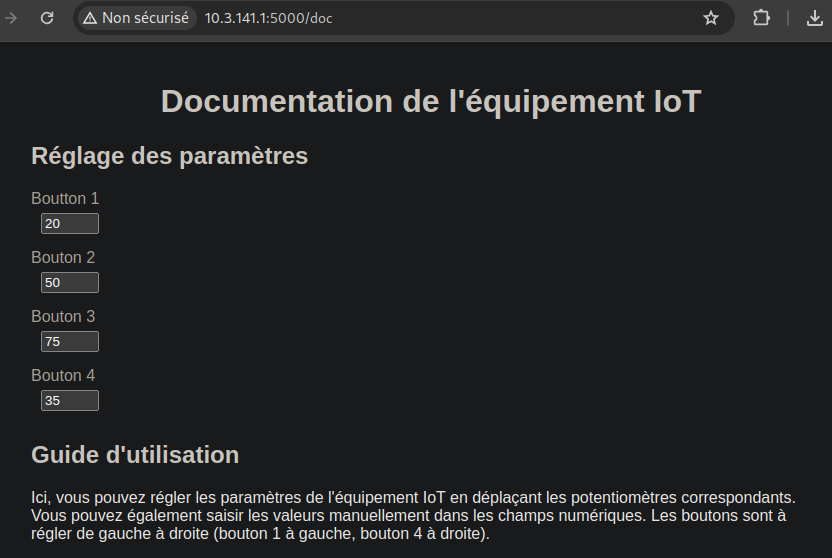 Non sécurisé 10.3.141.1:5000/doc
Documentation de l'équipement IoT
Réglage des paramètres
Boutton 1
20
Bouton 2
50
Bouton 3
75
Bouton 4
35
Guide d'utilisation
Ici, vous pouvez régler les paramètres de l'équipement IoT en déplaçant les potentiomètres correspondants.
Vous pouvez également saisir les valeurs manuellement dans les champs numériques. Les boutons sont à
régler de gauche à droite (bouton 1 à gauche, bouton 4 à droite).